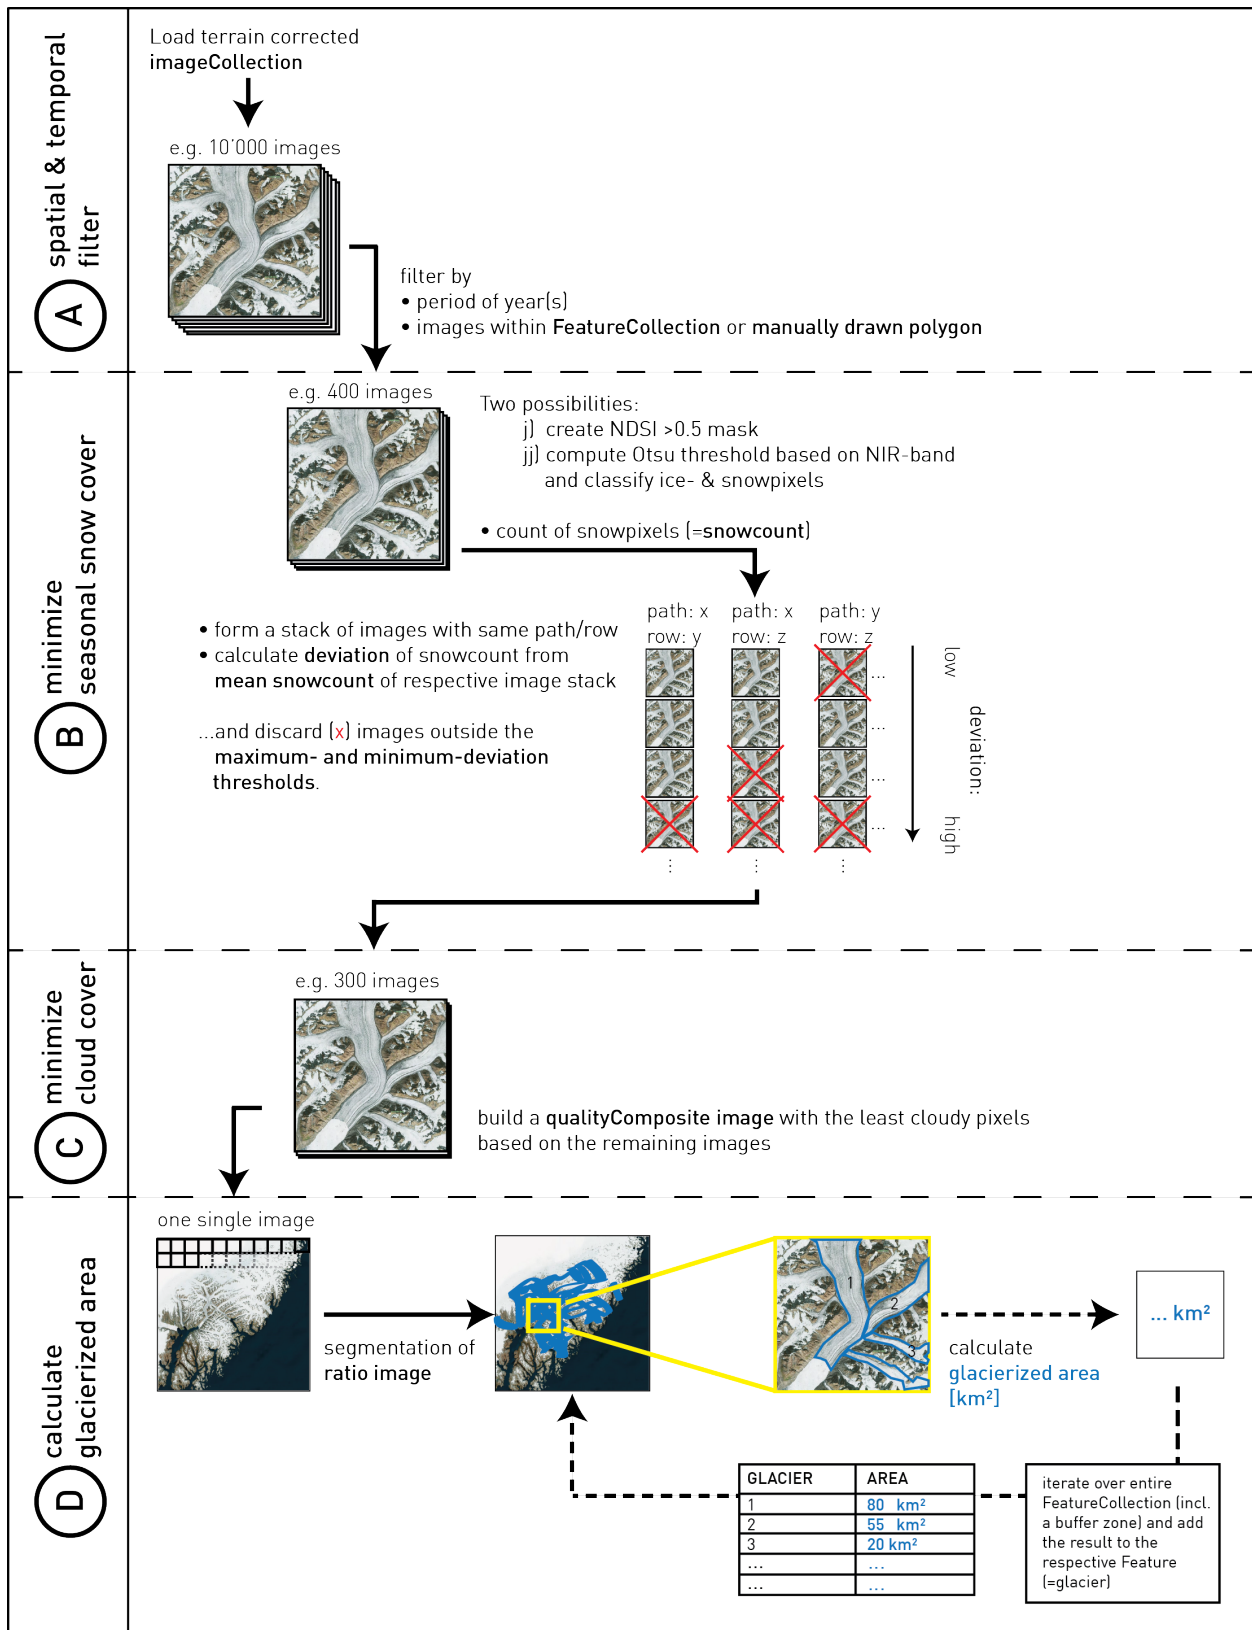 A
spatial & temporal
filter
Load terrain corrected
imageCollection
e.g. 10'000 images
filter by
• period of year(s)
• images within FeatureCollection or manually drawn polygon
B
minimize
seasonal snow cover
e.g. 400 images
Two possibilities:
j) create NDSI >0.5 mask
jj) compute Otsu threshold based on NIR-band
and classify ice- & snowpixels
• count of snowpixels (=snowcount)
• form a stack of images with same path/row
• calculate deviation of snowcount from
mean snowcount of respective image stack
...and discard (x) images outside the
maximum- and minimum-deviation
thresholds.
path: x path: x path: y
row: y row: z row: z
...
...
...
...
... ... ...
low
deviation:
high
C
minimize
cloud cover
e.g. 300 images
build a qualityComposite image with the least cloudy pixels
based on the remaining images
D
calculate
glacierized area
one single image
segmentation of
ratio image
1
2
3
calculate
glacierized area
[km²]
... km²
GLACIER AREA
1 80 km²
2 55 km²
3 20 km²
... ...
... ...
iterate over entire
FeatureCollection (incl.
a buffer zone) and add
the result to the
respective Feature
(=glacier)